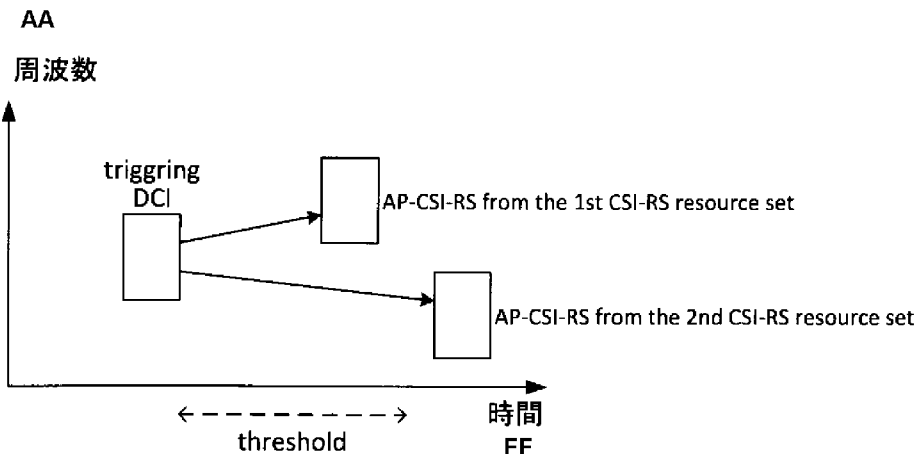 AA
周波数
triggring
DCI
AP-CSI-RS from the 1st CSI-RS resource set
AP-CSI-RS from the 2nd CSI-RS resource set
時間
threshold